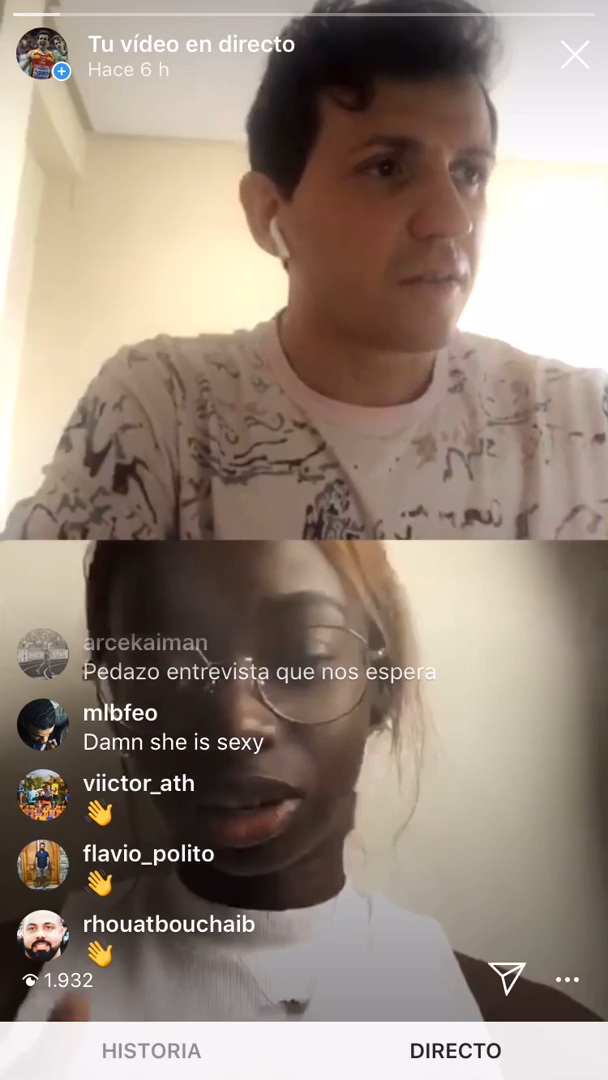 Tu vídeo en directo
Hace 6 h
arcekaiman
Pedazo entrevista que nos espera
mlbfeo
Damn she is sexy
viictor_ath
👋
flavio_polito
👋
rhouatbouchaib
👋
1.932
HISTORIA
DIRECTO